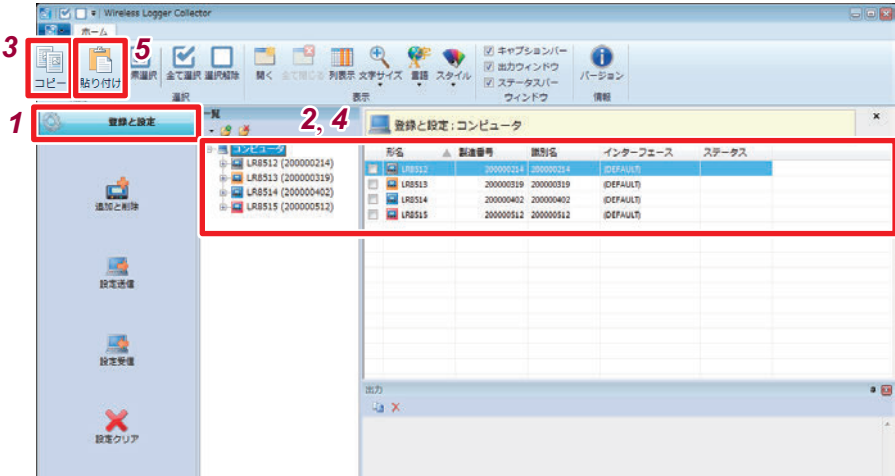 Wireless Logger Collector
ホーム
3
5
コピー
貼り付け
全て選択
選択解除
開く
全て閉じる
列表示
文字サイズ
言語
スタイル
キャプションバー
出力ウィンドウ
ステータスバー
バージョン
選択
表示
ウィンドウ
情報
1
登録と設定
一覧
2, 4
登録と設定:コンピュータ
コンピュータ
LR8512 (200000214)
LR8513 (200000319)
LR8514 (200000402)
LR8515 (200000512)
形名 製造番号 識別名 インターフェース ステータス
LR8512 200000214 200000214 (DEFAULT)
LR8513 200000319 200000319 (DEFAULT)
LR8514 200000402 200000402 (DEFAULT)
LR8515 200000512 200000512 (DEFAULT)
追加と削除
設定送信
設定受信
設定クリア
出力